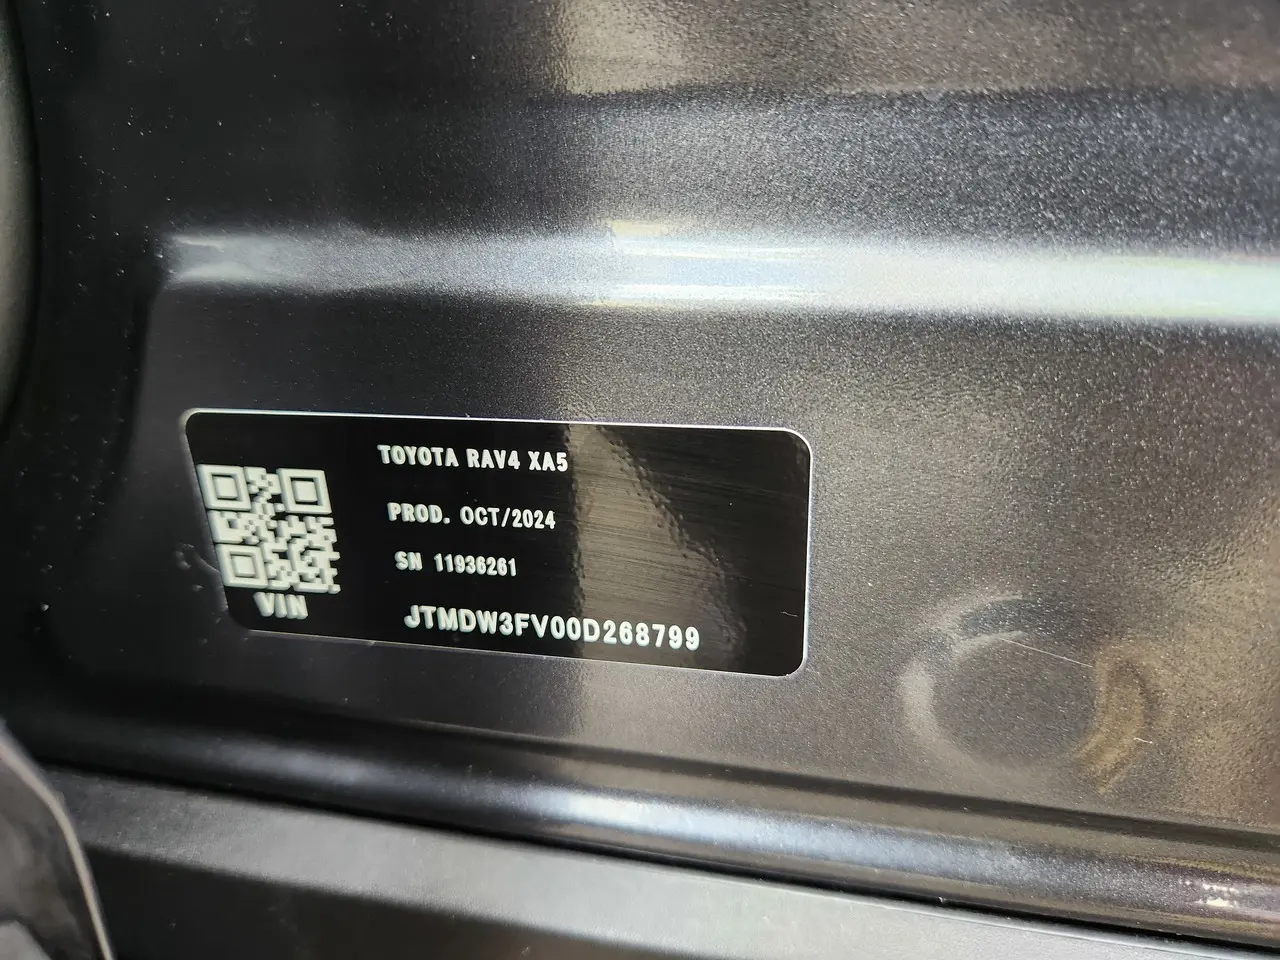 TOYOTA RAV4 XA5
PROD. OCT/2024
SN 11936261
VIN
JTMDW3FV00D268799